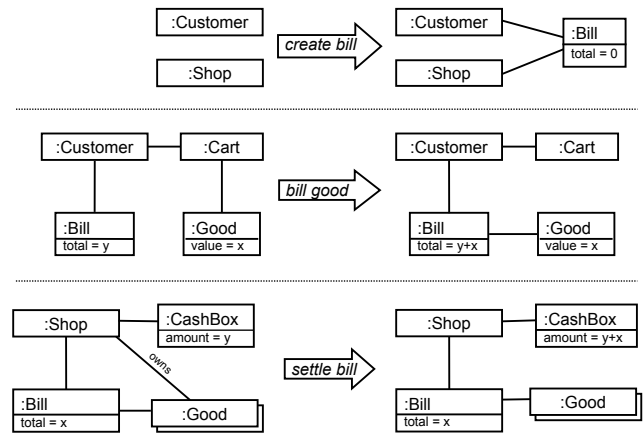 :Customer
:Shop
create bill
:Customer
:Shop
:Bill
total = 0
:Customer
:Cart
:Bill
total = y
:Good
value = x
bill good
:Customer
:Cart
:Bill
total = y+x
:Good
value = x
:Shop
:CashBox
amount = y
owns
:Bill
total = x
:Good
settle bill
:Shop
:CashBox
amount = y+x
:Bill
total = x
:Good